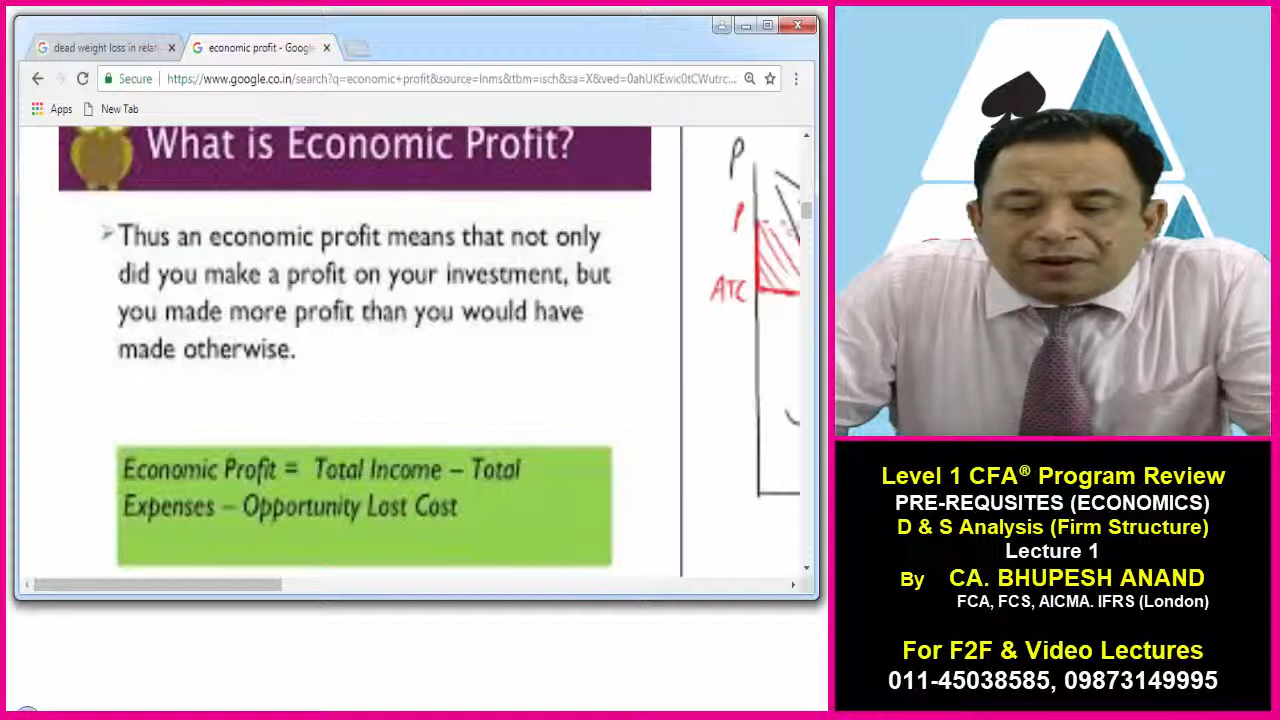 dead weight loss in relat
economic profit - Googl
Secure
https://www.google.co.in/search?q=economic+profit&source=lnms&tbm=isch&sa=X&ved=0ahUKEwic0tCWutrc...
Apps
New Tab
What is Economic Profit?
Thus an economic profit means that not only
did you make a profit on your investment, but
you made more profit than you would have
made otherwise.
Economic Profit = Total Income – Total
Expenses – Opportunity Lost Cost
P
P
ATC
Level 1 CFA® Program Review
PRE-REQUSITES (ECONOMICS)
D & S Analysis (Firm Structure)
Lecture 1
By CA. BHUPESH ANAND
FCA, FCS, AICMA. IFRS (London)
For F2F & Video Lectures
011-45038585, 09873149995